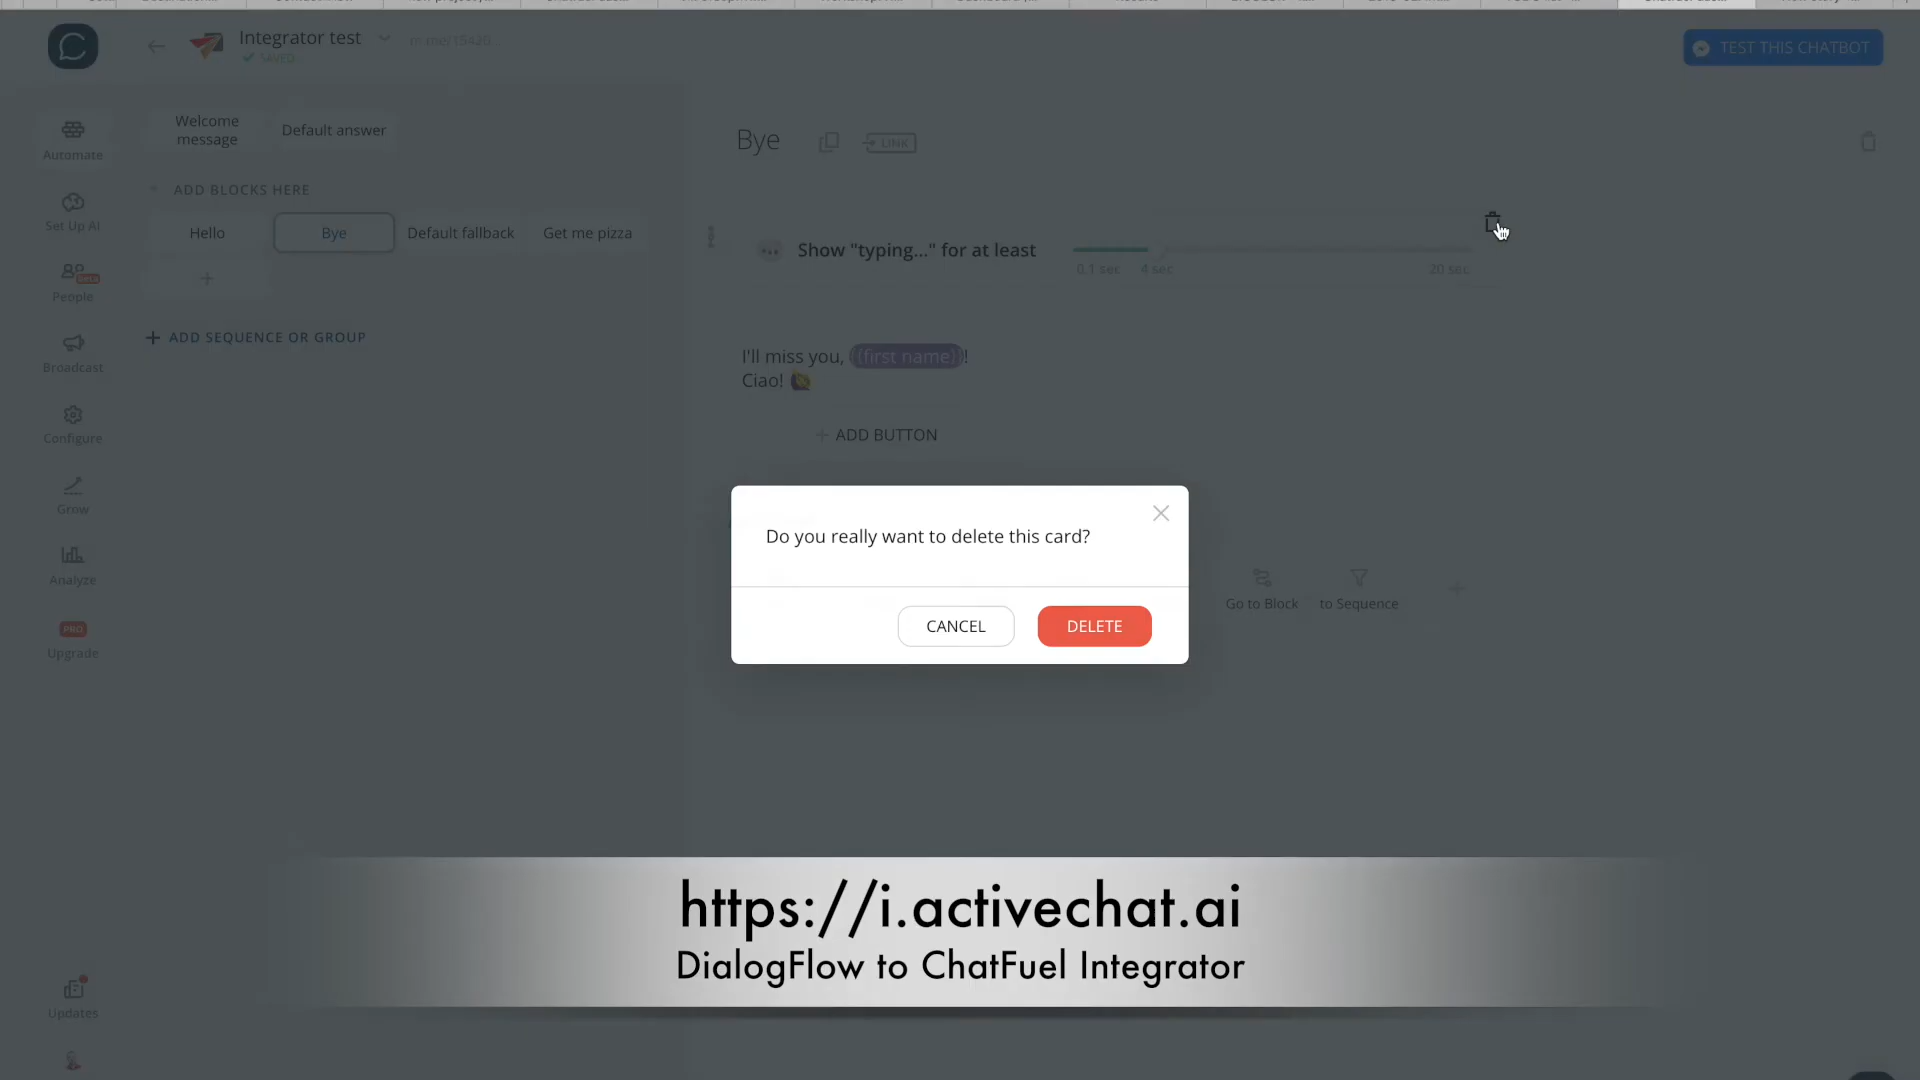 Integrator test
SAVED
TEST THIS CHATBOT
Automate
Set Up AI
Beta
People
Broadcast
Configure
Grow
Analyze
PRO
Upgrade
Updates
Welcome
message
Default answer
ADD BLOCKS HERE
Hello
Bye
Default fallback
Get me pizza
+
+ ADD SEQUENCE OR GROUP
Bye
LINK
Show "typing..." for at least
0.1 sec
4 sec
20 sec
I'll miss you, {{first name}}!
Ciao!
+ ADD BUTTON
Do you really want to delete this card?
CANCEL
DELETE
Go to Block
to Sequence
+
https://i.activechat.ai
DialogFlow to ChatFuel Integrator